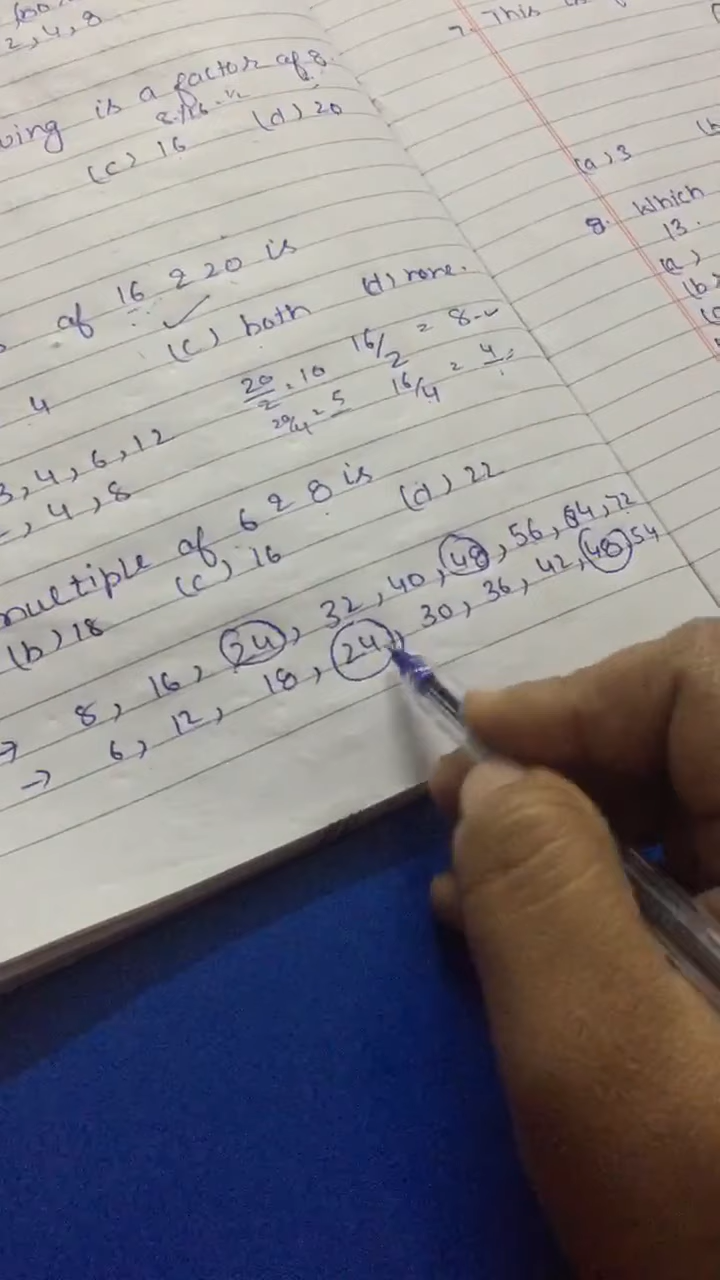 2, 4, 8
wing is a factor of 8.
(c) 16 (d) 20
of 16 & 20 is
(c) both (d) none.
4
20/2 = 10 16/2 = 8
20/4 = 5 16/4 = 4
3, 4, 6, 12
, 4, 8
multiple of 6 & 8 is
(b) 18 (c) 16 (d) 22
→ 8, 16, 24, 32, 40, 48, 56, 64, 72
→ 6, 12, 18, 24, 30, 36, 42, 48, 54
7. This
(a) 3 (b
8. Which
13.
(a)
(b)
(c